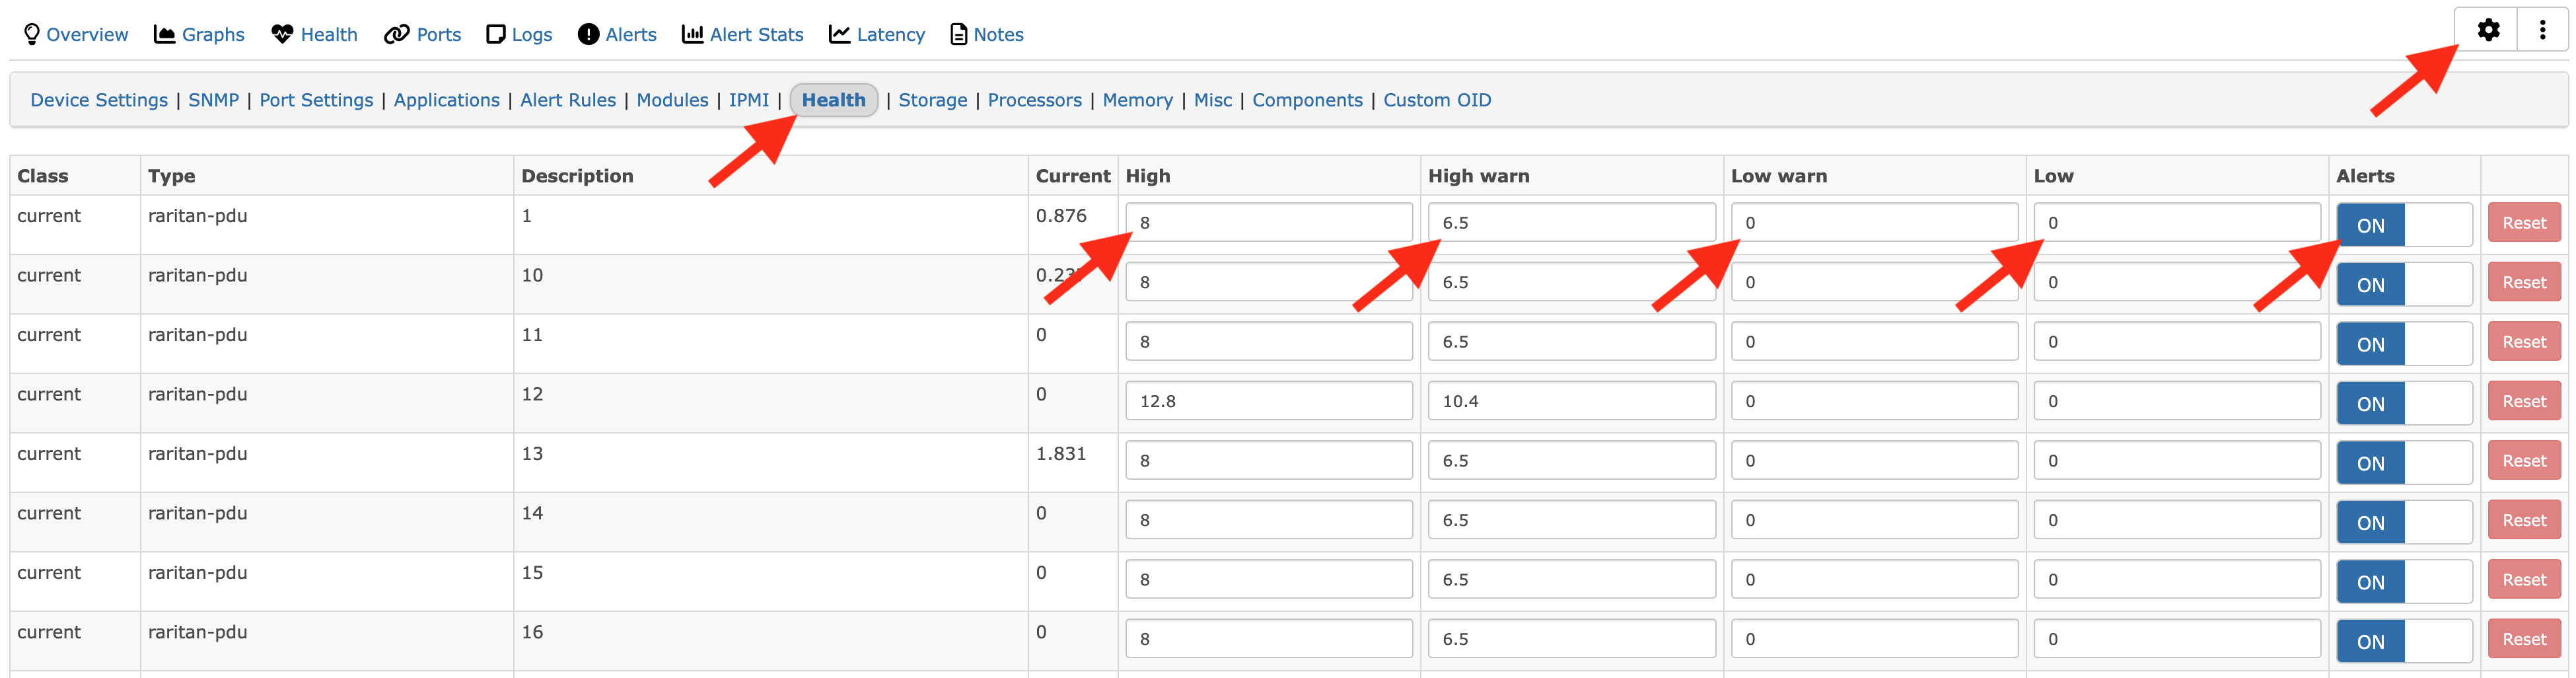 Overview Graphs Health Ports Logs Alerts Alert Stats Latency Notes
Device Settings | SNMP | Port Settings | Applications | Alert Rules | Modules | IPMI | Health | Storage | Processors | Memory | Misc | Components | Custom OID
Class Type Description Current High High warn Low warn Low Alerts
current raritan-pdu 1 0.876 8 6.5 0 0 ON Reset
current raritan-pdu 10 8 6.5 0 0 ON Reset
current raritan-pdu 11 0 8 6.5 0 0 ON Reset
current raritan-pdu 12 0 12.8 10.4 0 0 ON Reset
current raritan-pdu 13 1.831 8 6.5 0 0 ON Reset
current raritan-pdu 14 0 8 6.5 0 0 ON Reset
current raritan-pdu 15 0 8 6.5 0 0 ON Reset
current raritan-pdu 16 0 8 6.5 0 0 ON Reset